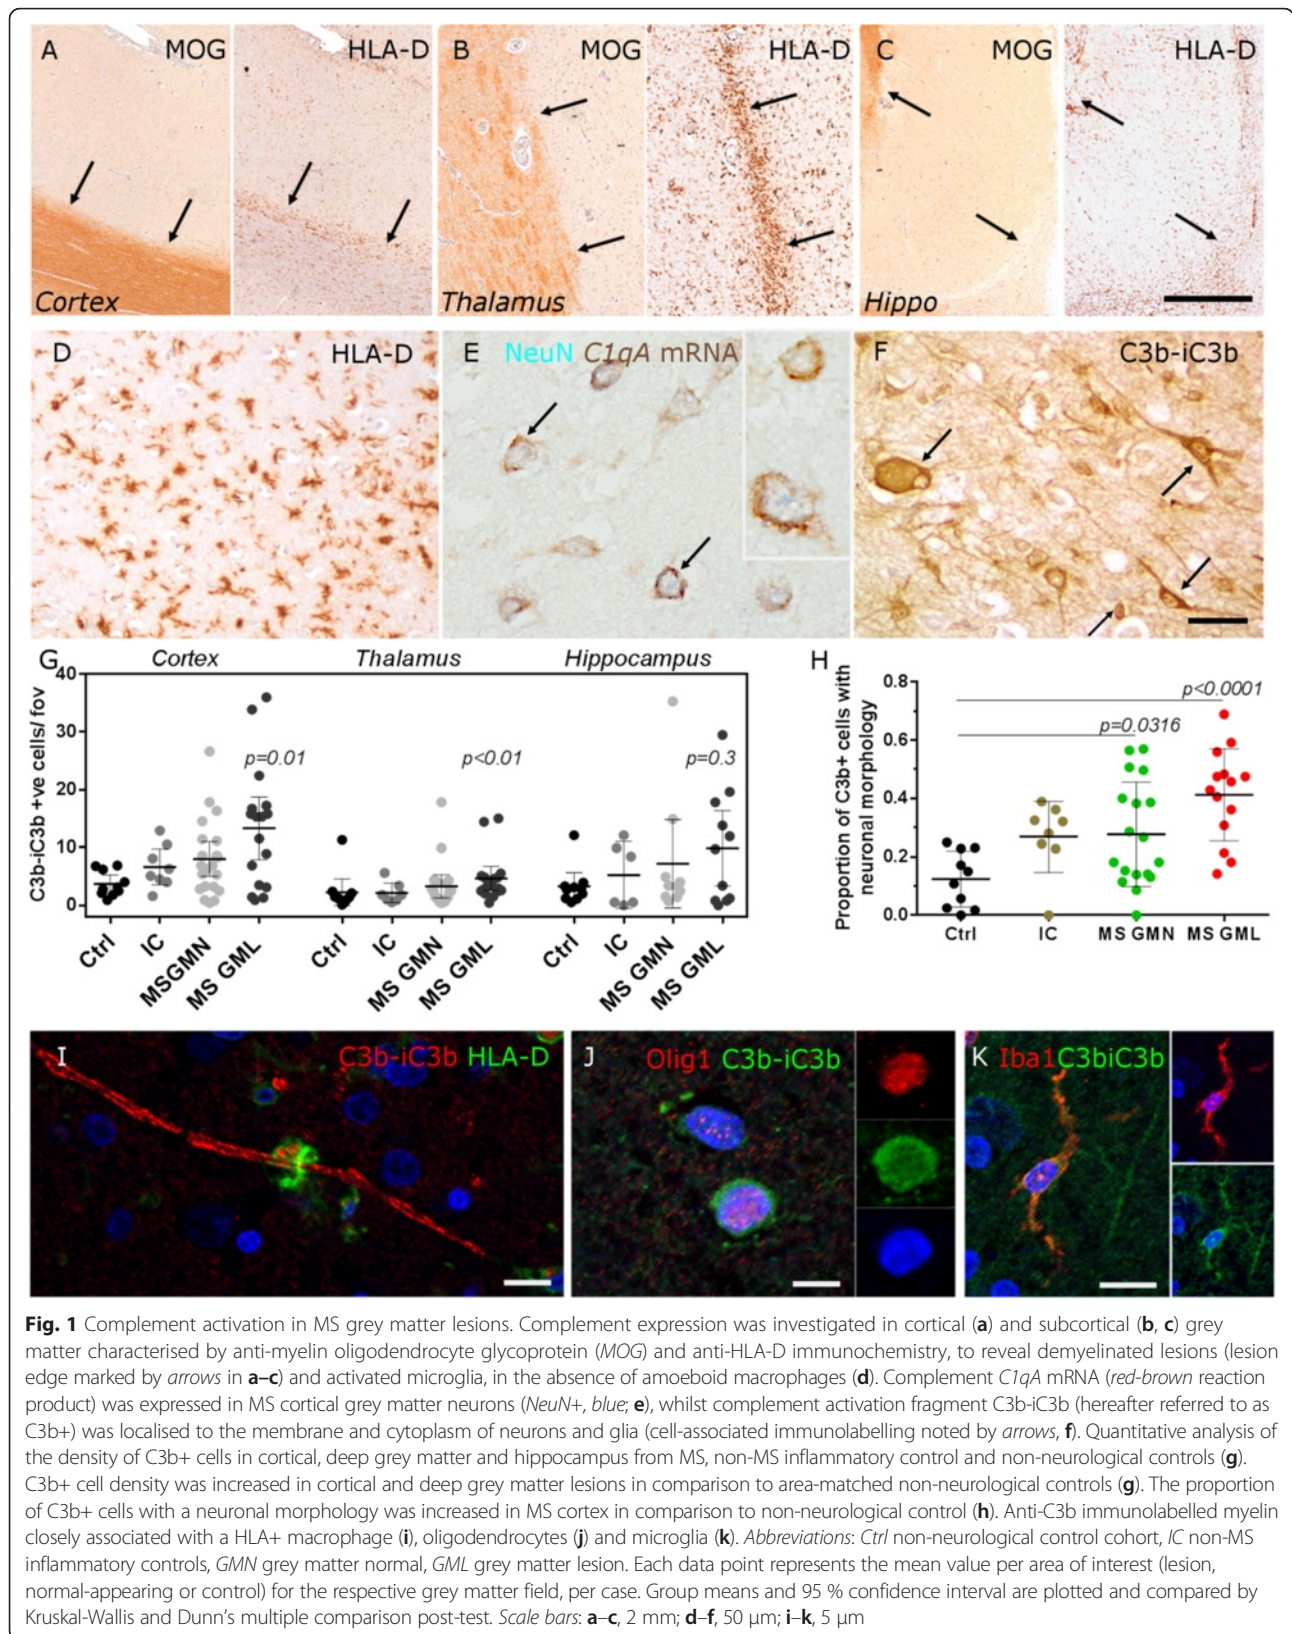 A MOG HLA-D B MOG HLA-D C MOG HLA-D
Cortex Thalamus Hippo
D HLA-D E NeuN C1qA mRNA F C3b-iC3b
G Cortex Thalamus Hippocampus
C3b-iC3b +ve cells/ fov
40
30
20
10
0
p=0.01 p<0.01 p=0.3
Ctrl IC MSGMN MS GML Ctrl IC MS GMN MS GML Ctrl IC MS GMN MS GML
H
Proportion of C3b+ cells with
neuronal morphology
0.8
0.6
0.4
0.2
0.0
p<0.0001
p=0.0316
Ctrl IC MS GMN MS GML
I C3b-iC3b HLA-D J Olig1 C3b-iC3b K Iba1C3biC3b
Fig. 1 Complement activation in MS grey matter lesions. Complement expression was investigated in cortical (a) and subcortical (b, c) grey
matter characterised by anti-myelin oligodendrocyte glycoprotein (MOG) and anti-HLA-D immunochemistry, to reveal demyelinated lesions (lesion
edge marked by arrows in a–c) and activated microglia, in the absence of amoeboid macrophages (d). Complement C1qA mRNA (red-brown reaction
product) was expressed in MS cortical grey matter neurons (NeuN+, blue; e), whilst complement activation fragment C3b-iC3b (hereafter referred to as
C3b+) was localised to the membrane and cytoplasm of neurons and glia (cell-associated immunolabelling noted by arrows, f). Quantitative analysis of
the density of C3b+ cells in cortical, deep grey matter and hippocampus from MS, non-MS inflammatory control and non-neurological controls (g).
C3b+ cell density was increased in cortical and deep grey matter lesions in comparison to area-matched non-neurological controls (g). The proportion
of C3b+ cells with a neuronal morphology was increased in MS cortex in comparison to non-neurological control (h). Anti-C3b immunolabelled myelin
closely associated with a HLA+ macrophage (i), oligodendrocytes (j) and microglia (k). Abbreviations: Ctrl non-neurological control cohort, IC non-MS
inflammatory controls, GMN grey matter normal, GML grey matter lesion. Each data point represents the mean value per area of interest (lesion,
normal-appearing or control) for the respective grey matter field, per case. Group means and 95 % confidence interval are plotted and compared by
Kruskal-Wallis and Dunn's multiple comparison post-test. Scale bars: a–c, 2 mm; d–f, 50 μm; i–k, 5 μm